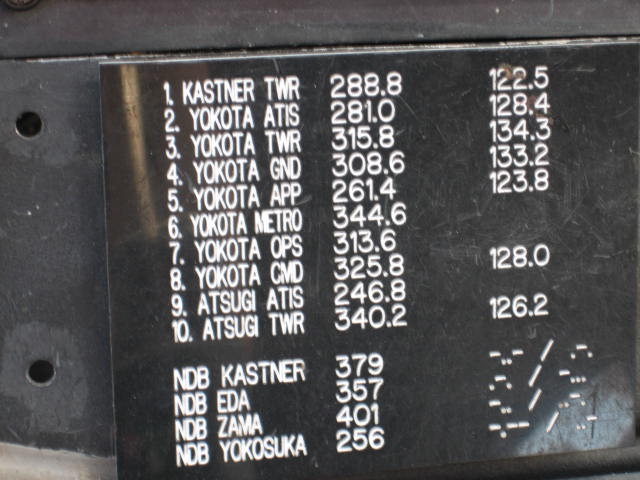 1. KASTNER TWR 288.8 122.5
2. YOKOTA ATIS 281.0 128.4
3. YOKOTA TWR 315.8 134.3
4. YOKOTA GND 308.6 133.2
5. YOKOTA APP 261.4 123.8
6. YOKOTA METRO 344.6
7. YOKOTA OPS 313.6
8. YOKOTA CMD 325.8 128.0
9. ATSUGI ATIS 246.8
10. ATSUGI TWR 340.2 126.2
NDB KASTNER 379
NDB EDA 357
NDB ZAMA 401
NDB YOKOSUKA 256